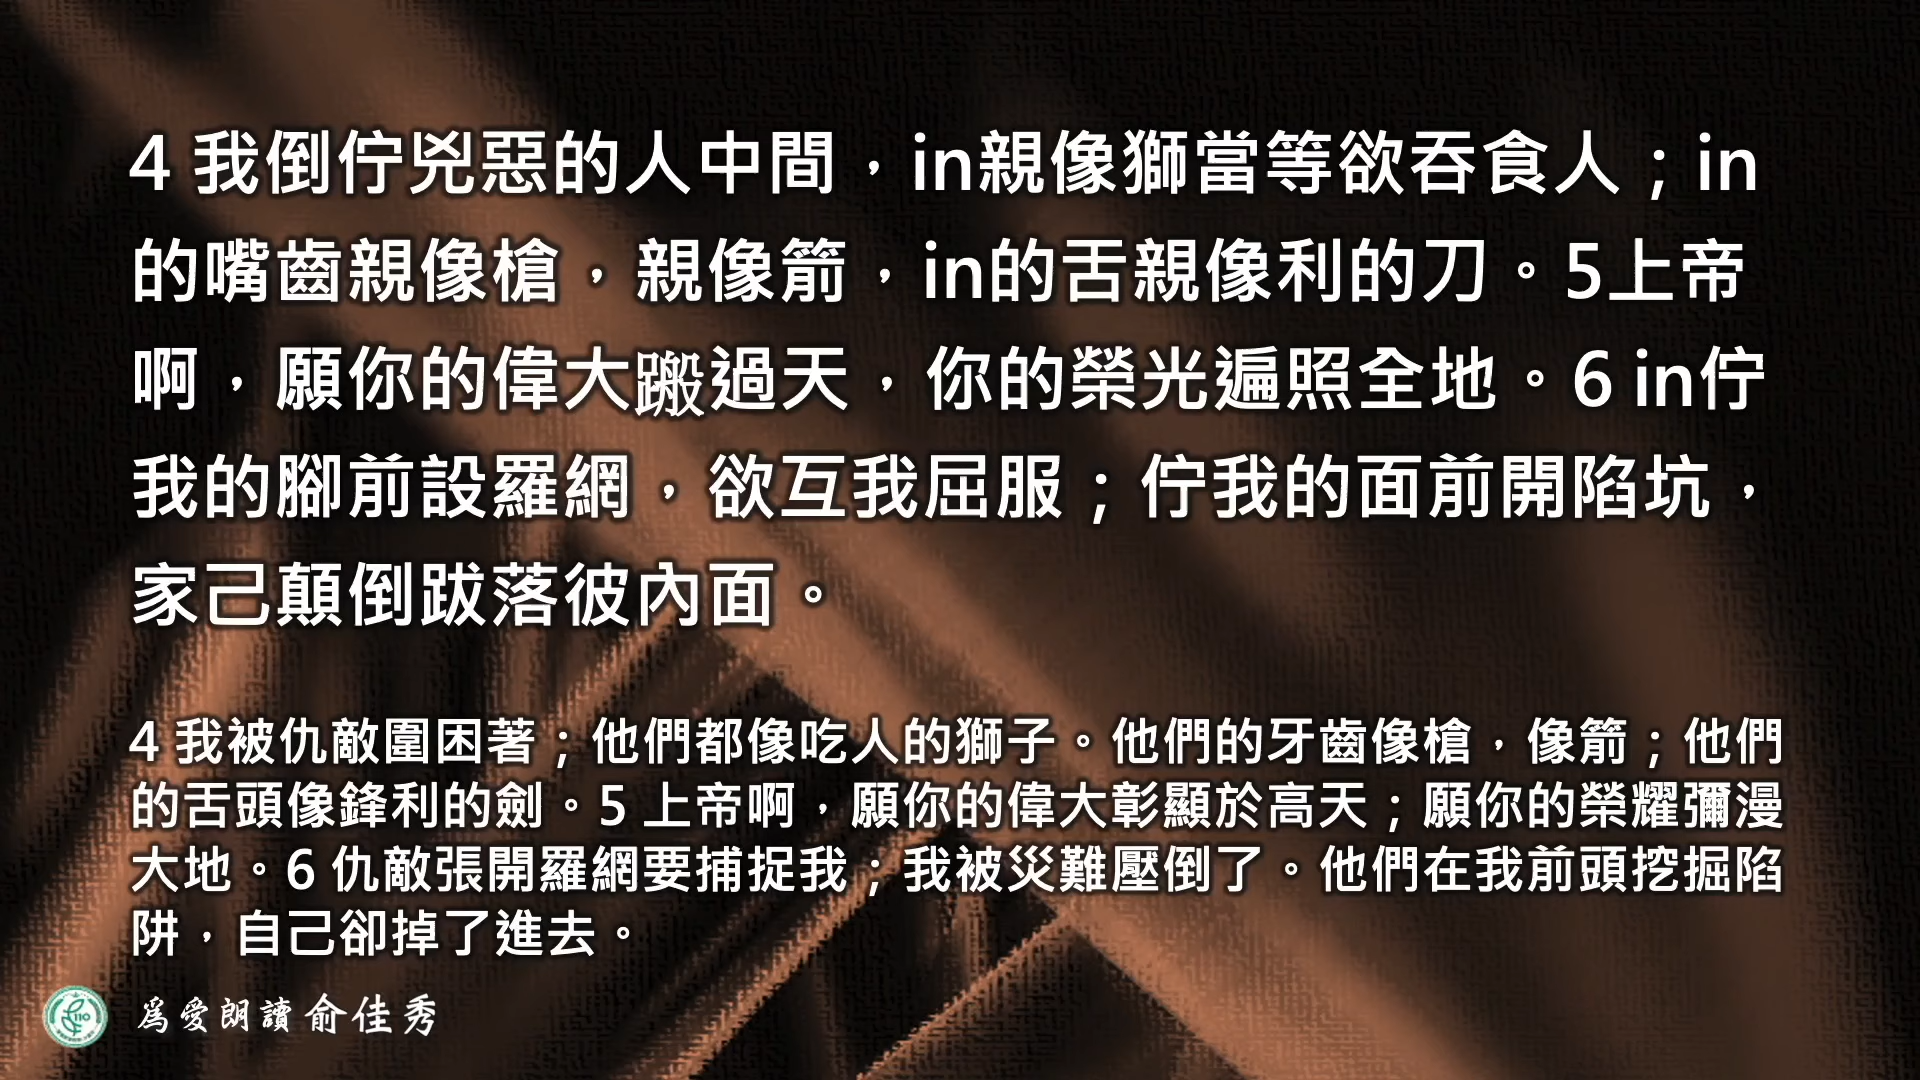 4 我倒佇兇惡的人中間，in親像獅當等欲吞食人；in
的嘴齒親像槍，親像箭，in的舌親像利的刀。5上帝
啊，願你的偉大蹽過天，你的榮光遍照全地。6 in佇
我的腳前設羅網，欲互我屈服；佇我的面前開陷坑，
家己顛倒跋落彼內面。
4 我被仇敵圍困著；他們都像吃人的獅子。他們的牙齒像槍，像箭；他們
的舌頭像鋒利的劍。5 上帝啊，願你的偉大彰顯於高天；願你的榮耀彌漫
大地。6 仇敵張開羅網要捕捉我；我被災難壓倒了。他們在我前頭挖掘陷
阱，自己卻掉了進去。
110
為愛朗讀 俞佳秀